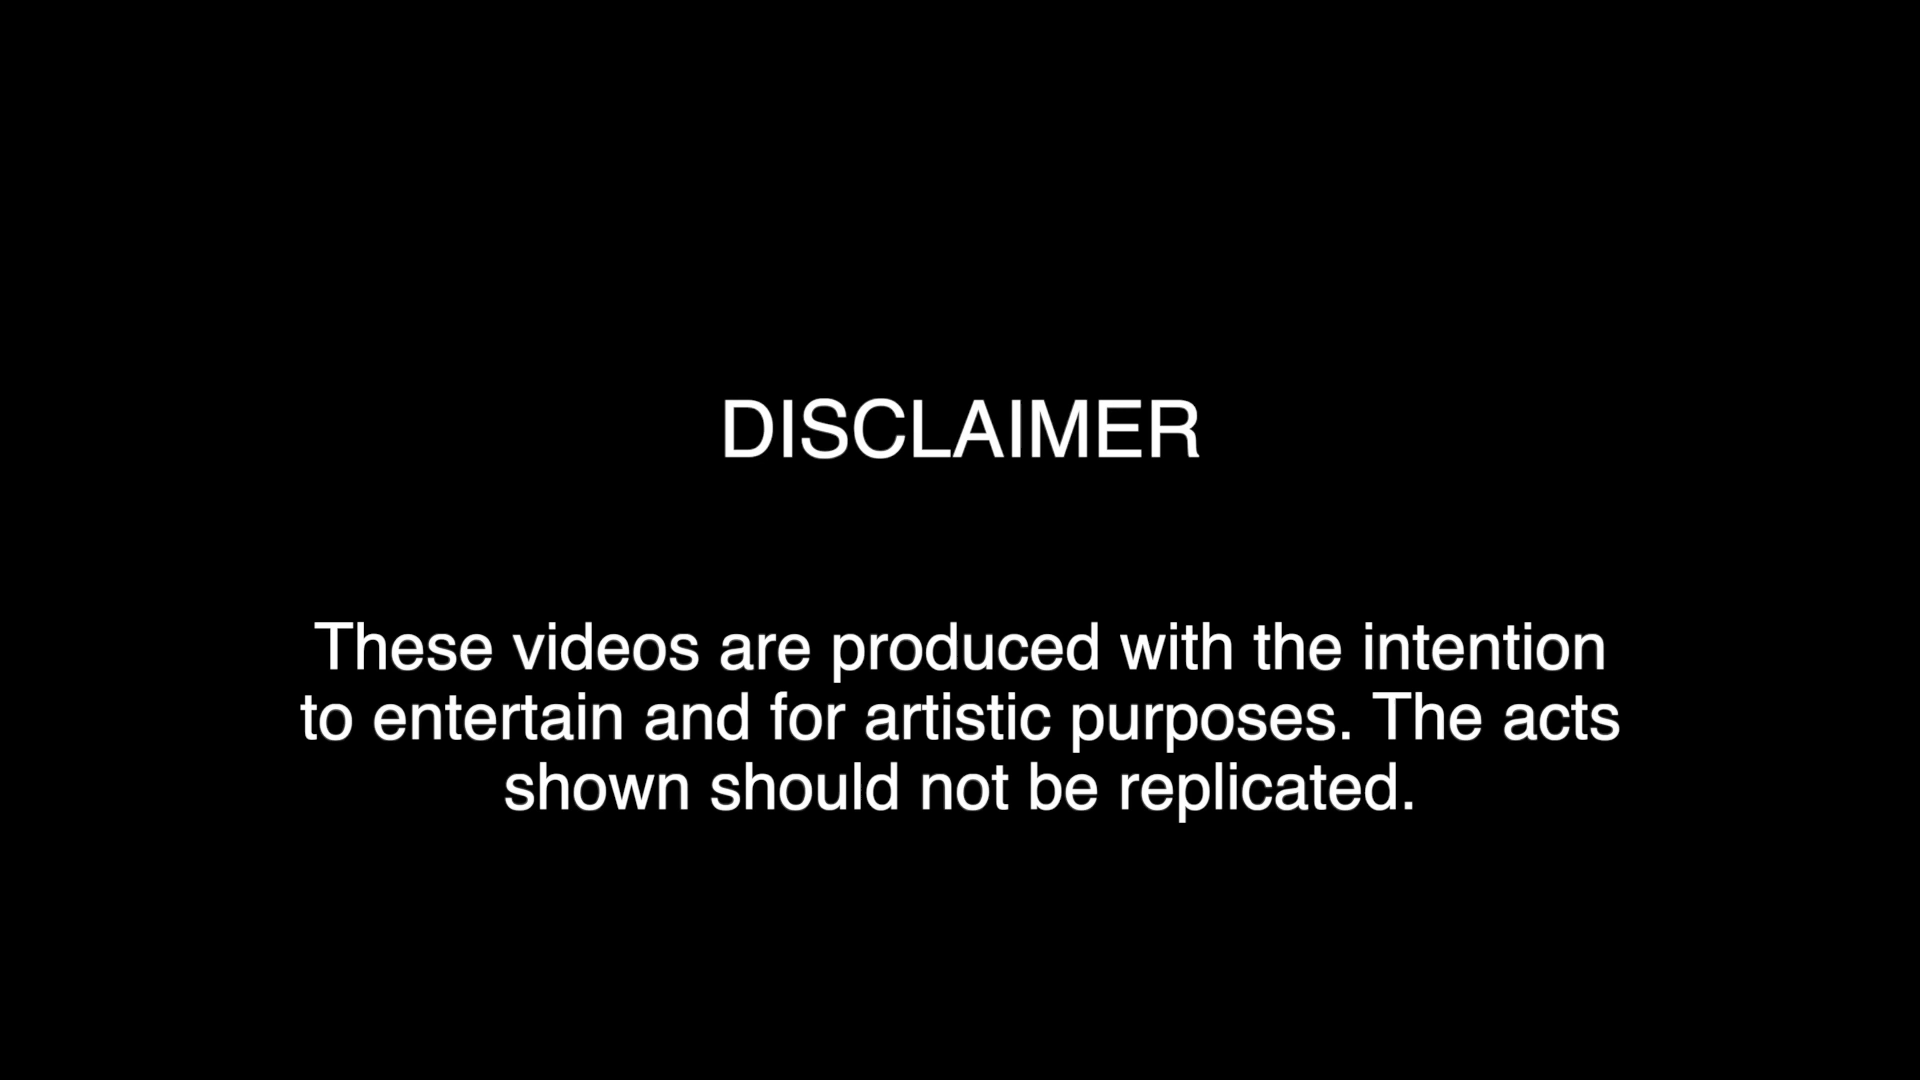 DISCLAIMER
These videos are produced with the intention
to entertain and for artistic purposes. The acts
shown should not be replicated.